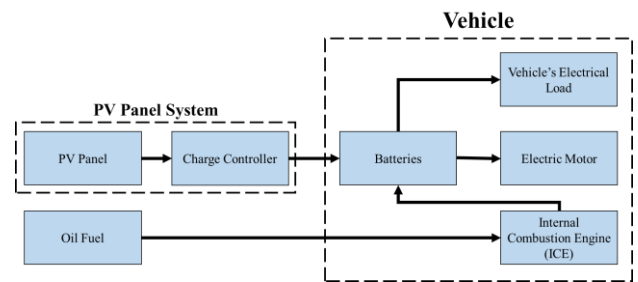 Vehicle
Vehicle's Electrical
Load
PV Panel System
PV Panel
Charge Controller
Batteries
Electric Motor
Oil Fuel
Internal
Combustion Engine
(ICE)